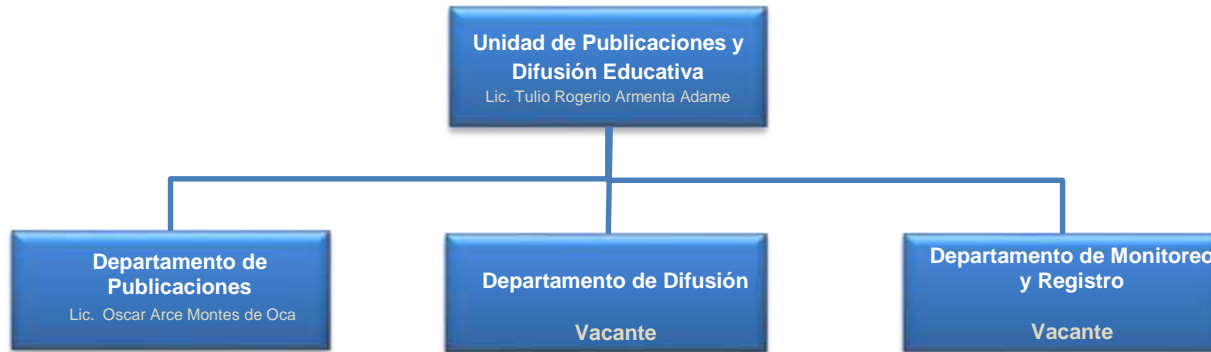 Unidad de Publicaciones y
Difusión Educativa
Lic. Tulio Rogerio Armenta Adame
Departamento de
Publicaciones
Lic. Oscar Arce Montes de Oca
Departamento de Difusión
Vacante
Departamento de Monitoreo
y Registro
Vacante